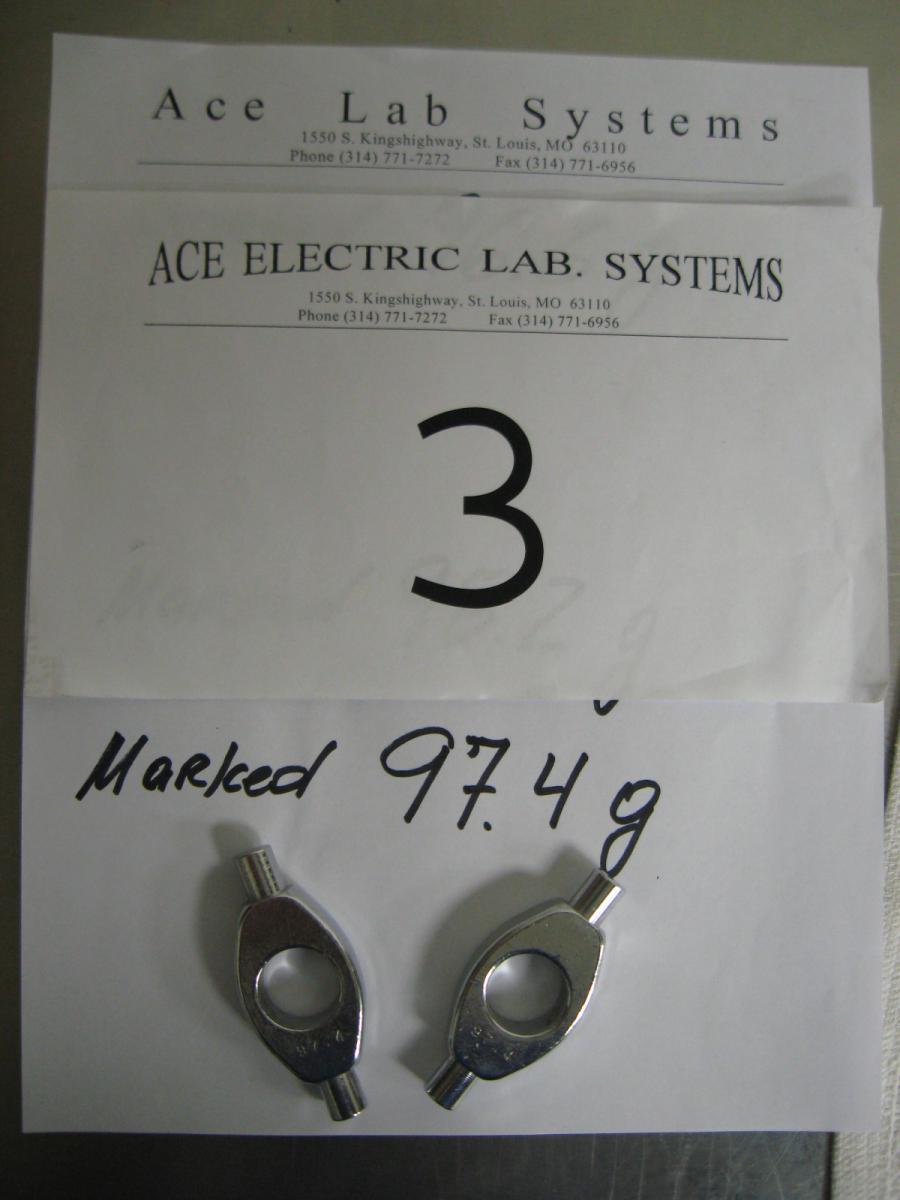 Ace Lab Systems
1550 S. Kingshighway, St. Louis, MO 63110
Phone (314) 771-7272 Fax (314) 771-6956
ACE ELECTRIC LAB. SYSTEMS
1550 S. Kingshighway, St. Louis, MO 63110
Phone (314) 771-7272 Fax (314) 771-6956
3
Marked 97.4 g